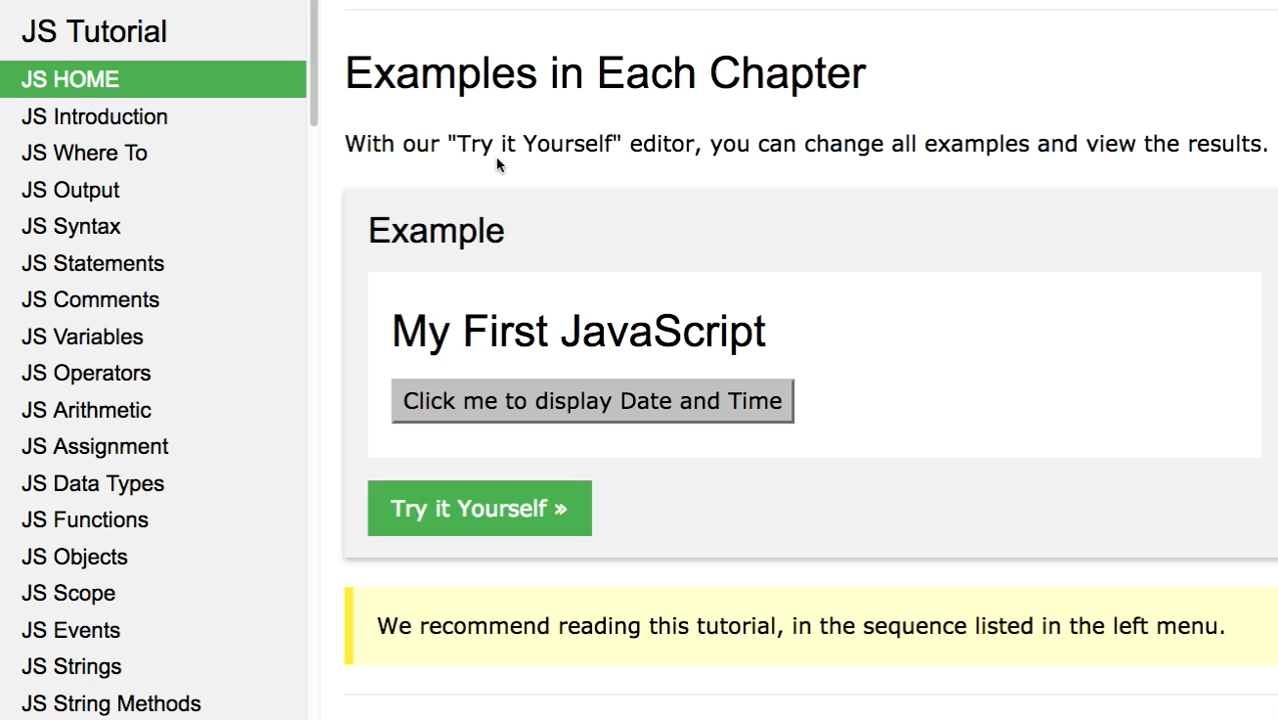 JS Tutorial
JS HOME
JS Introduction
JS Where To
JS Output
JS Syntax
JS Statements
JS Comments
JS Variables
JS Operators
JS Arithmetic
JS Assignment
JS Data Types
JS Functions
JS Objects
JS Scope
JS Events
JS Strings
JS String Methods
Examples in Each Chapter
With our "Try it Yourself" editor, you can change all examples and view the results.
Example
My First JavaScript
Click me to display Date and Time
Try it Yourself »
We recommend reading this tutorial, in the sequence listed in the left menu.